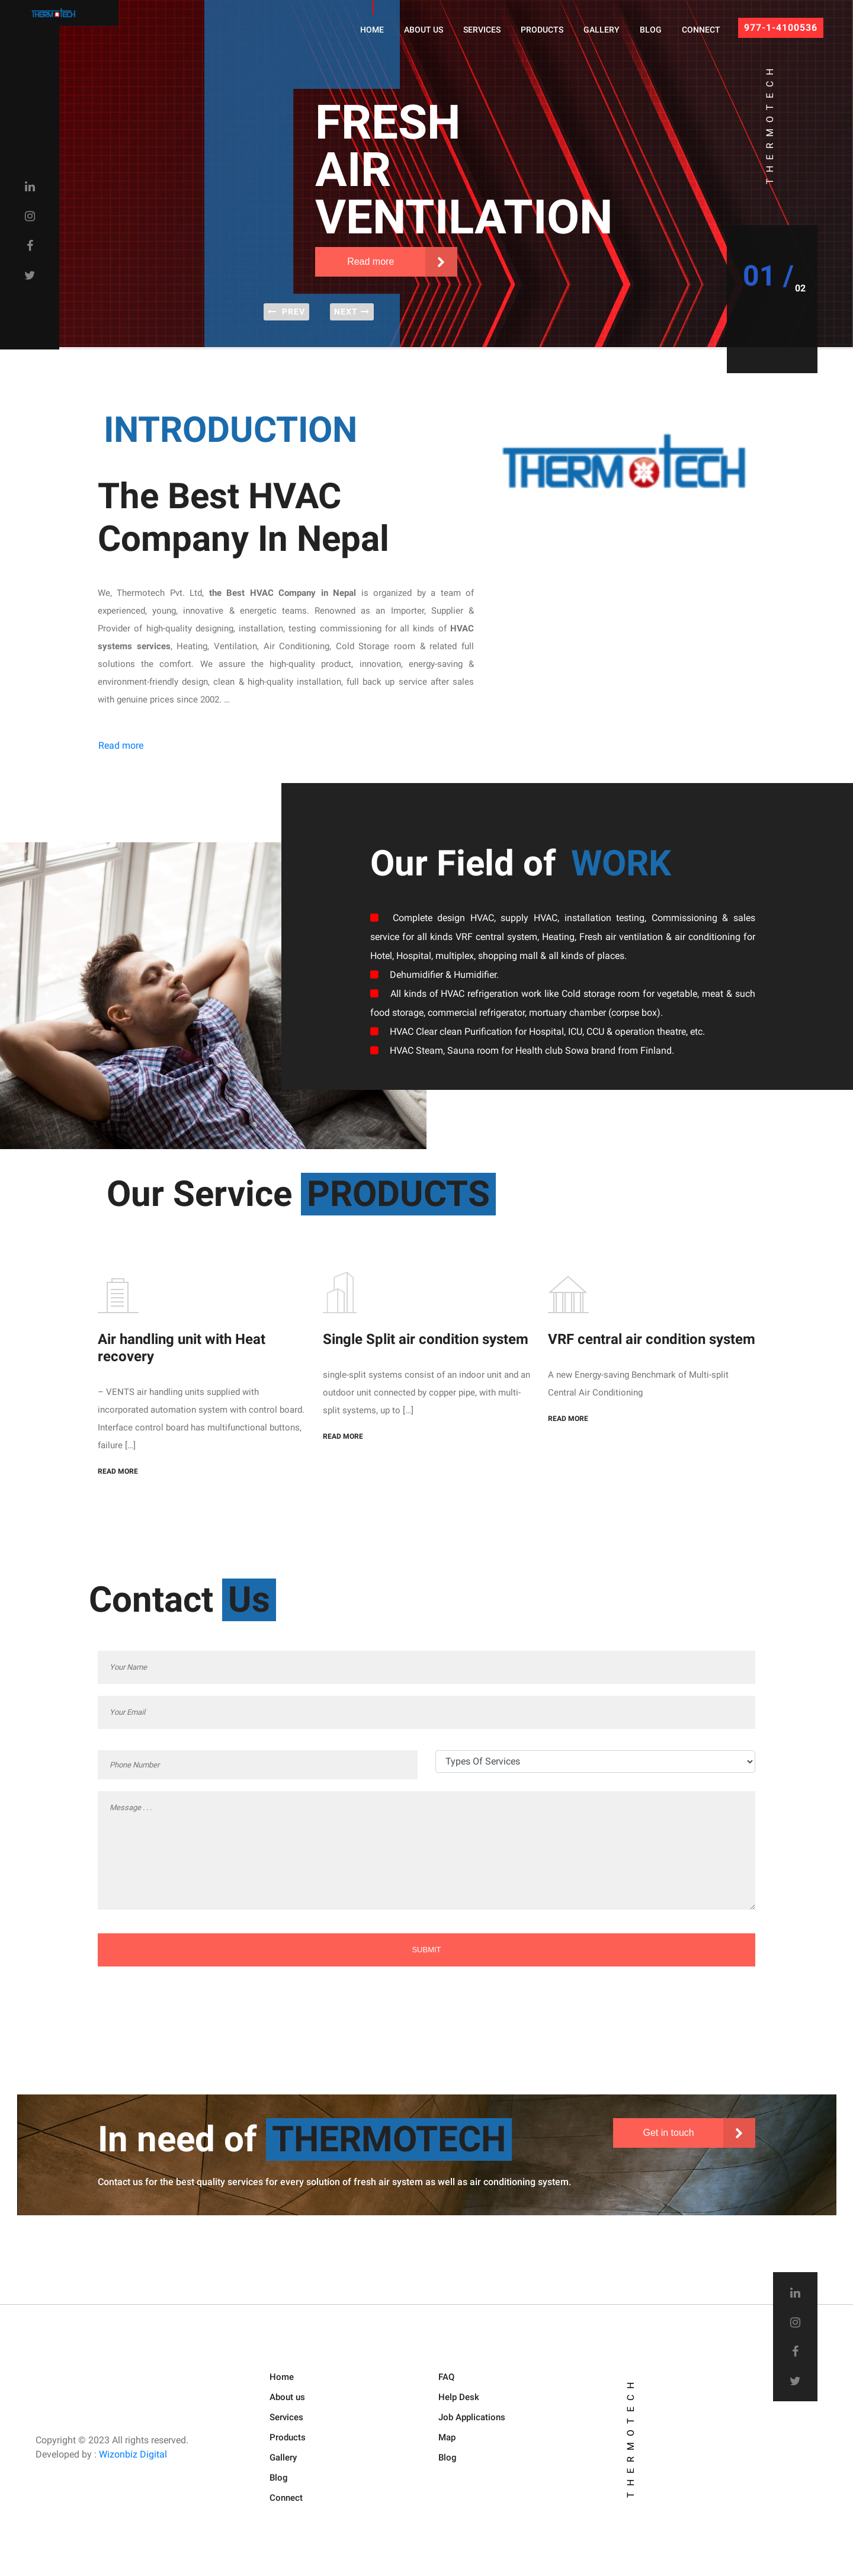 THERMOTECH
HOME ABOUT US SERVICES PRODUCTS GALLERY BLOG CONNECT 977-1-4100536
THERMOTECH
FRESH
AIR
VENTILATION
Read more
01 / 02
PREV NEXT
INTRODUCTION
THERMOTECH
The Best HVAC
Company In Nepal
We, Thermotech Pvt. Ltd, the Best HVAC Company in Nepal is organized by a team of
experienced, young, innovative & energetic teams. Renowned as an Importer, Supplier &
Provider of high-quality designing, installation, testing commissioning for all kinds of HVAC
systems services, Heating, Ventilation, Air Conditioning, Cold Storage room & related full
solutions the comfort. We assure the high-quality product, innovation, energy-saving &
environment-friendly design, clean & high-quality installation, full back up service after sales
with genuine prices since 2002. ...
Read more
Our Field of WORK
Complete design HVAC, supply HVAC, installation testing, Commissioning & sales
service for all kinds VRF central system, Heating, Fresh air ventilation & air conditioning for
Hotel, Hospital, multiplex, shopping mall & all kinds of places.
Dehumidifier & Humidifier.
All kinds of HVAC refrigeration work like Cold storage room for vegetable, meat & such
food storage, commercial refrigerator, mortuary chamber (corpse box).
HVAC Clear clean Purification for Hospital, ICU, CCU & operation theatre, etc.
HVAC Steam, Sauna room for Health club Sowa brand from Finland.
Our Service PRODUCTS
Air handling unit with Heat
recovery
– VENTS air handling units supplied with
incorporated automation system with control board.
Interface control board has multifunctional buttons,
failure [...]
READ MORE
Single Split air condition system
single-split systems consist of an indoor unit and an
outdoor unit connected by copper pipe, with multi-
split systems, up to [...]
READ MORE
VRF central air condition system
A new Energy-saving Benchmark of Multi-split
Central Air Conditioning
READ MORE
Contact Us
Your Name
Your Email
Phone Number
Types Of Services
Message . . .
SUBMIT
In need of THERMOTECH
Get in touch
Contact us for the best quality services for every solution of fresh air system as well as air conditioning system.
Copyright © 2023 All rights reserved.
Developed by : Wizonbiz Digital
Home
About us
Services
Products
Gallery
Blog
Connect
FAQ
Help Desk
Job Applications
Map
Blog
THERMOTECH